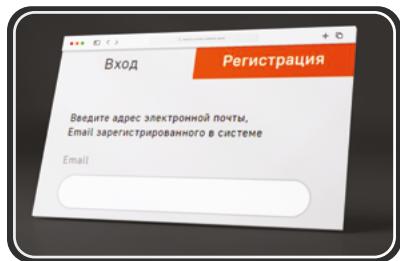 Вход
Регистрация
Введите адрес электронной почты,
Email зарегистрированного в системе
Email